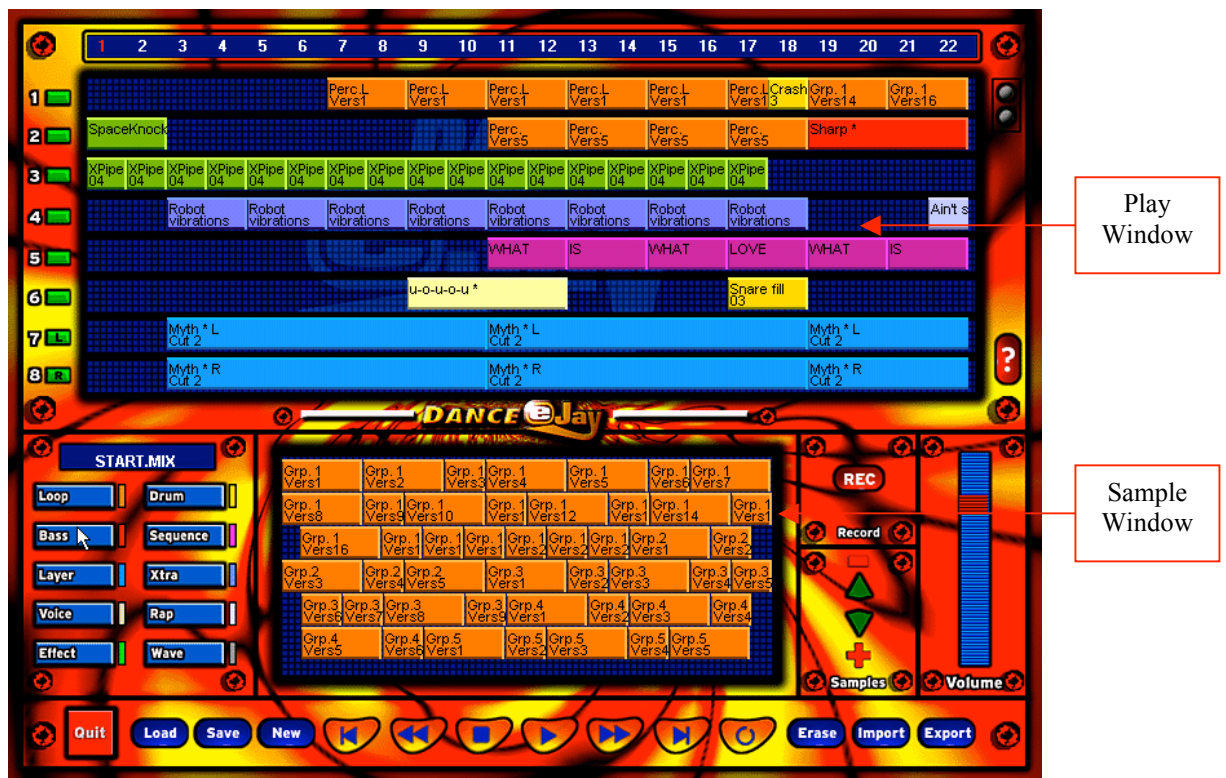 1 2 3 4 5 6 7 8 9 10 11 12 13 14 15 16 17 18 19 20 21 22
1 Perc.L Perc.L Perc.L Perc.L Perc.L Perc.L Crash Grp. 1 Grp. 1
Vers1 Vers1 Vers1 Vers1 Vers1 Vers1 3 Vers14 Vers16
2 SpaceKnock Perc. Perc. Perc. Perc. Sharp *
Vers5 Vers5 Vers5 Vers5
3 XPipe XPipe XPipe XPipe XPipe XPipe XPipe XPipe XPipe XPipe XPipe XPipe XPipe XPipe XPipe XPipe XPipe
04 04 04 04 04 04 04 04 04 04 04 04 04 04 04 04 04
4 Robot Robot Robot Robot Robot Robot Robot Robot Ain't s
vibrations vibrations vibrations vibrations vibrations vibrations vibrations vibrations
5 WHAT IS WHAT LOVE WHAT IS
6 u-o-u-o-u * Snare fill
03
7 L Myth * L Myth * L Myth * L
Cut 2 Cut 2 Cut 2
8 R Myth * R Myth * R Myth * R
Cut 2 Cut 2 Cut 2
?
Play
Window
DANCE eJay
START.MIX
Loop Drum
Bass Sequence
Layer Xtra
Voice Rap
Effect Wave
Grp. 1 Grp. 1 Grp. 1 Grp. 1 Grp. 1 Grp. 1 Grp. 1
Vers1 Vers2 Vers3 Vers4 Vers5 Vers6 Vers7
Grp. 1 Grp. 1 Grp. 1 Grp. 1 Grp. 1 Grp. 1 Grp. 1 Grp. 1
Vers8 Vers9 Vers10 Vers1 Vers12 Vers1 Vers14 Vers1
Grp. 1 Grp. 1 Grp. 1 Grp. 1 Grp. 1 Grp. 1 Grp. 1 Grp.2 Grp.2
Vers16 Vers1 Vers1 Vers1 Vers2 Vers2 Vers2 Vers1 Vers2
Grp.2 Grp.2 Grp.2 Grp.3 Grp.3 Grp.3 Grp.3 Grp.3
Vers3 Vers4 Vers5 Vers1 Vers2 Vers3 Vers4 Vers5
Grp.3 Grp.3 Grp.3 Grp.3 Grp.4 Grp.4 Grp.4 Grp.4
Vers6 Vers7 Vers8 Vers9 Vers1 Vers2 Vers3 Vers4
Grp.4 Grp.4 Grp.5 Grp.5 Grp.5 Grp.5 Grp.5
Vers5 Vers6 Vers1 Vers2 Vers3 Vers4 Vers5
REC
Record
Samples
Volume
Sample
Window
Quit Load Save New Erase Import Export